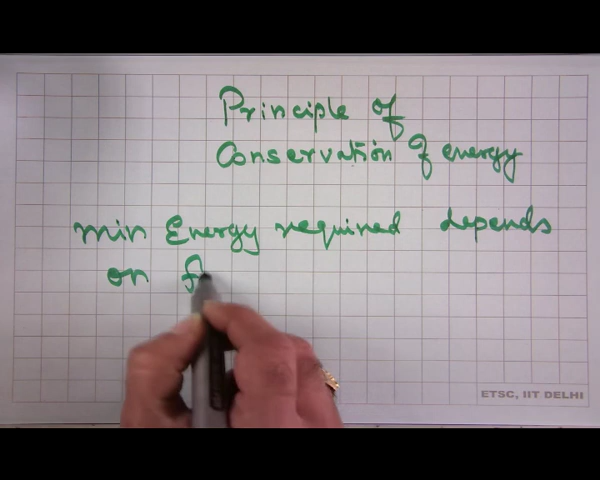 Principle of
Conservation of energy
min Energy required depends
on
ETSC, IIT DELHI